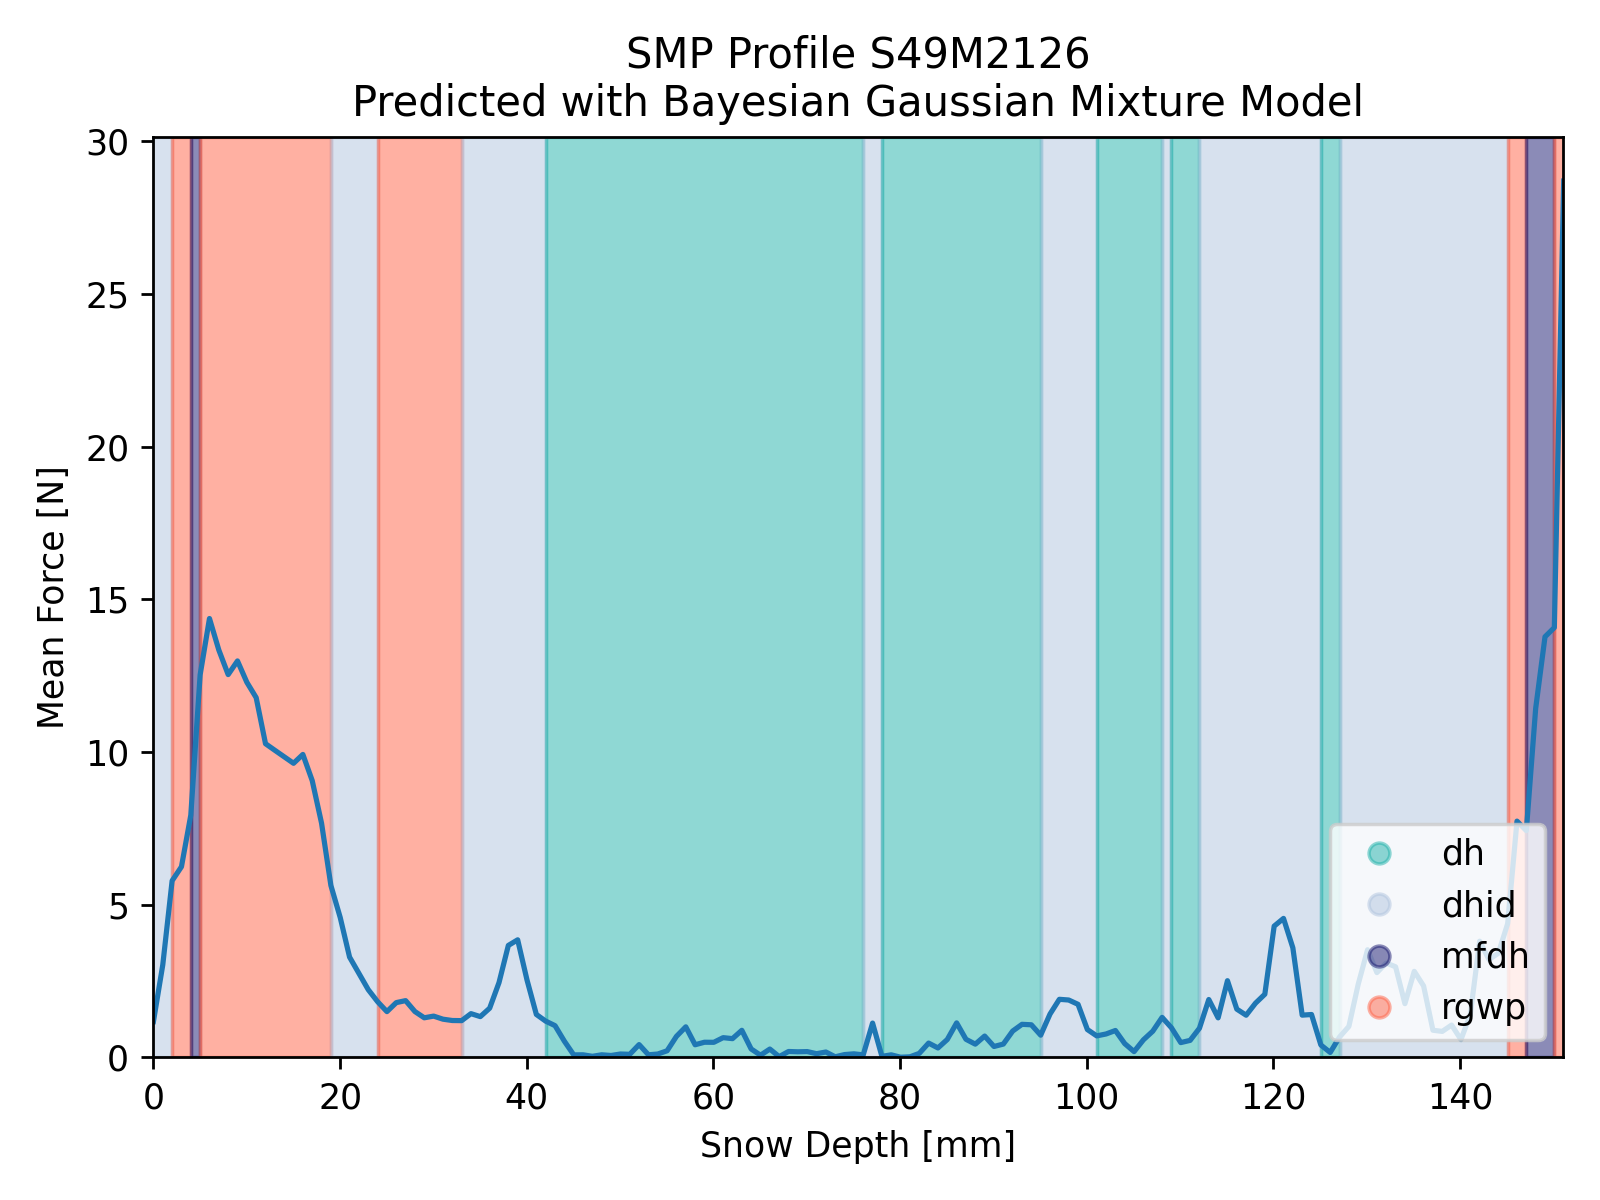 SMP Profile S49M2126
Predicted with Bayesian Gaussian Mixture Model
30
25
20
15
10
5
0
Mean Force [N]
dh
dhid
mfdh
rgwp
0 20 40 60 80 100 120 140
Snow Depth [mm]